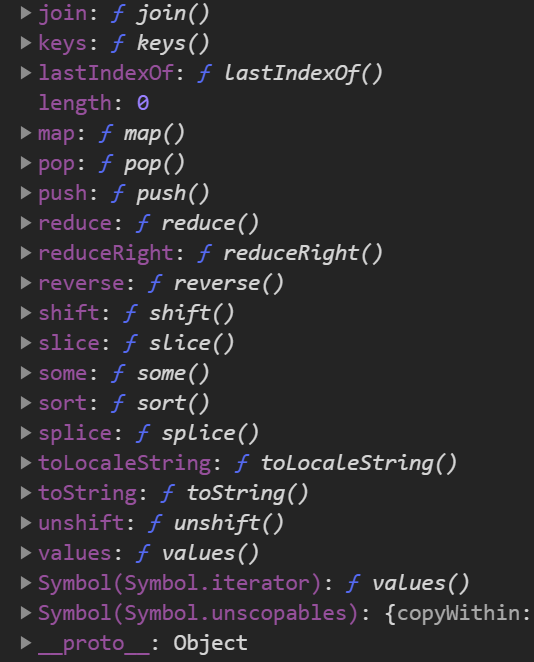 join: ƒ join()
keys: ƒ keys()
lastIndexOf: ƒ lastIndexOf()
length: 0
map: ƒ map()
pop: ƒ pop()
push: ƒ push()
reduce: ƒ reduce()
reduceRight: ƒ reduceRight()
reverse: ƒ reverse()
shift: ƒ shift()
slice: ƒ slice()
some: ƒ some()
sort: ƒ sort()
splice: ƒ splice()
toLocaleString: ƒ toLocaleString()
toString: ƒ toString()
unshift: ƒ unshift()
values: ƒ values()
Symbol(Symbol.iterator): ƒ values()
Symbol(Symbol.unscopables): {copyWithin:
__proto__: Object